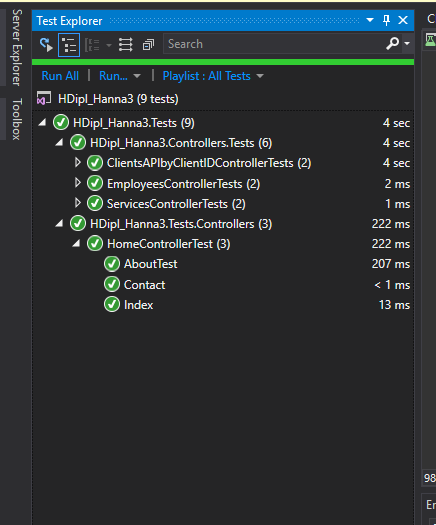 Test Explorer
Server Explorer
Toolbox
Search
Run All | Run... | Playlist : All Tests
HDipl_Hanna3 (9 tests)
HDipl_Hanna3.Tests (9) 4 sec
HDipl_Hanna3.Controllers.Tests (6) 4 sec
ClientsAPIbyClientIDControllerTests (2) 4 sec
EmployeesControllerTests (2) 2 ms
ServicesControllerTests (2) 1 ms
HDipl_Hanna3.Tests.Controllers (3) 222 ms
HomeControllerTest (3) 222 ms
AboutTest 207 ms
Contact < 1 ms
Index 13 ms
98